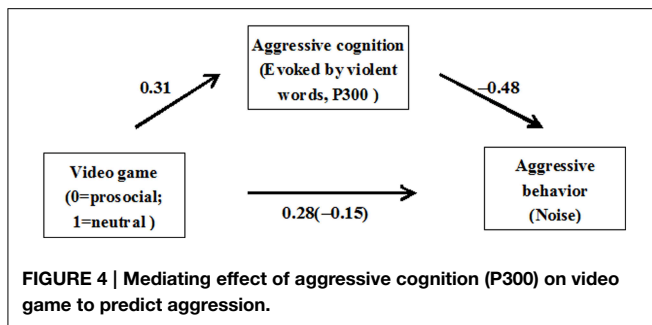 Aggressive cognition
(Evoked by violent
words, P300 )
0.31
−0.48
Video game
(0=prosocial;
1=neutral )
Aggressive
behavior
(Noise)
0.28(−0.15)
FIGURE 4 | Mediating effect of aggressive cognition (P300) on video
game to predict aggression.